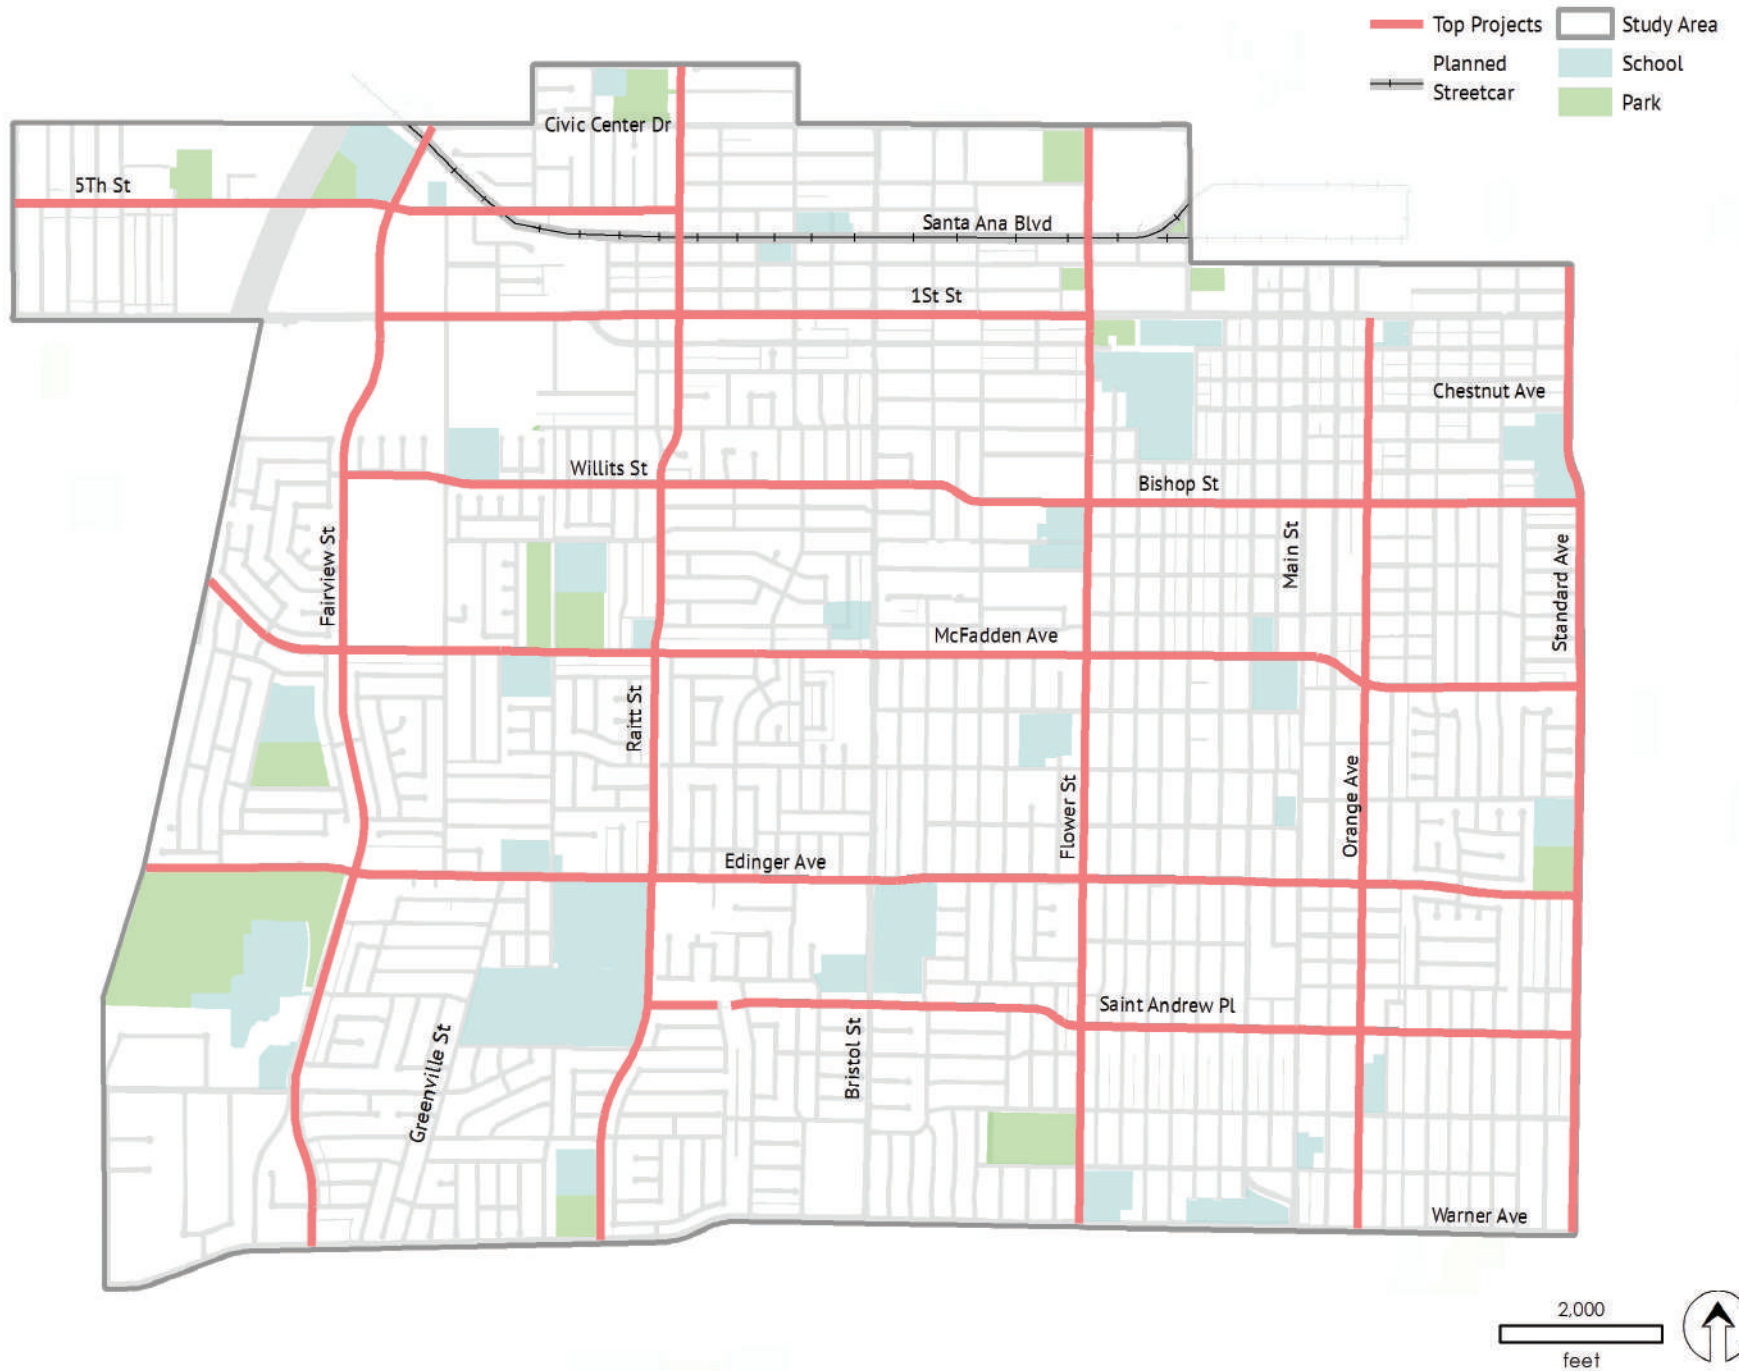 Top Projects
Study Area
Planned
Streetcar
School
Park
Civic Center Dr
5Th St
Santa Ana Blvd
1St St
Chestnut Ave
Willits St
Bishop St
Fairview St
Main St
Standard Ave
McFadden Ave
Raitt St
Flower St
Orange Ave
Edinger Ave
Saint Andrew Pl
Greenville St
Bristol St
Warner Ave
2,000
feet